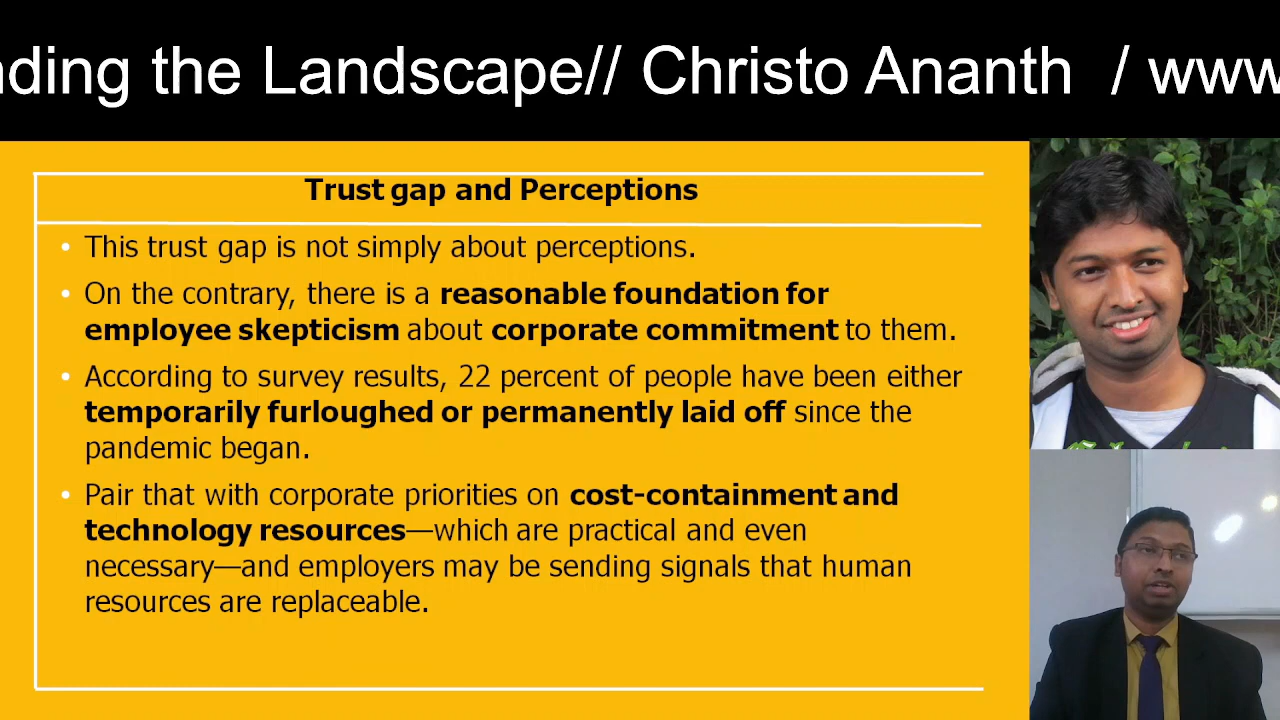 nding the Landscape// Christo Ananth / www
Trust gap and Perceptions
• This trust gap is not simply about perceptions.
• On the contrary, there is a reasonable foundation for
employee skepticism about corporate commitment to them.
• According to survey results, 22 percent of people have been either
temporarily furloughed or permanently laid off since the
pandemic began.
• Pair that with corporate priorities on cost-containment and
technology resources—which are practical and even
necessary—and employers may be sending signals that human
resources are replaceable.